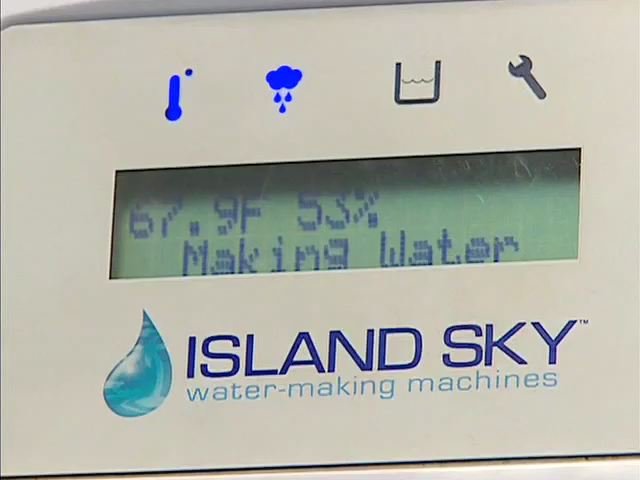 67.9F 53%
Making Water
ISLAND SKY™
water-making machines